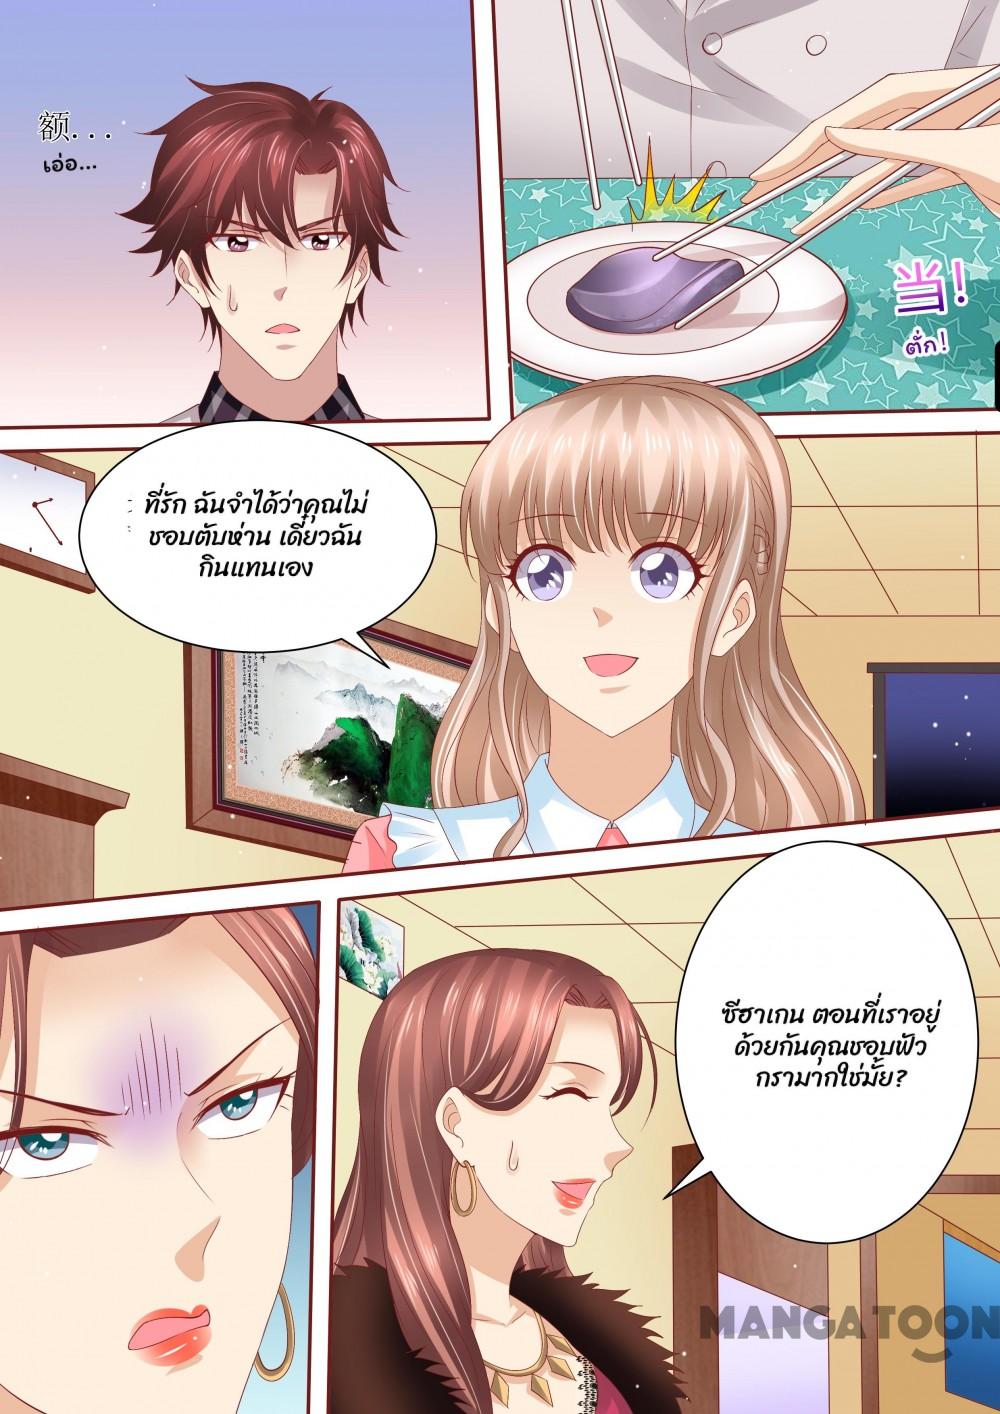 额...
เอ่อ...
当!
ตั่ก!
ที่รัก ฉันจำได้ว่าคุณไม่
ชอบตับห่าน เดี๋ยวฉัน
กินแทนเอง
ซีฮาเกน ตอนที่เราอยู่
ด้วยกันคุณชอบฟัว
กรามากใช่มั้ย?
MANGATOON